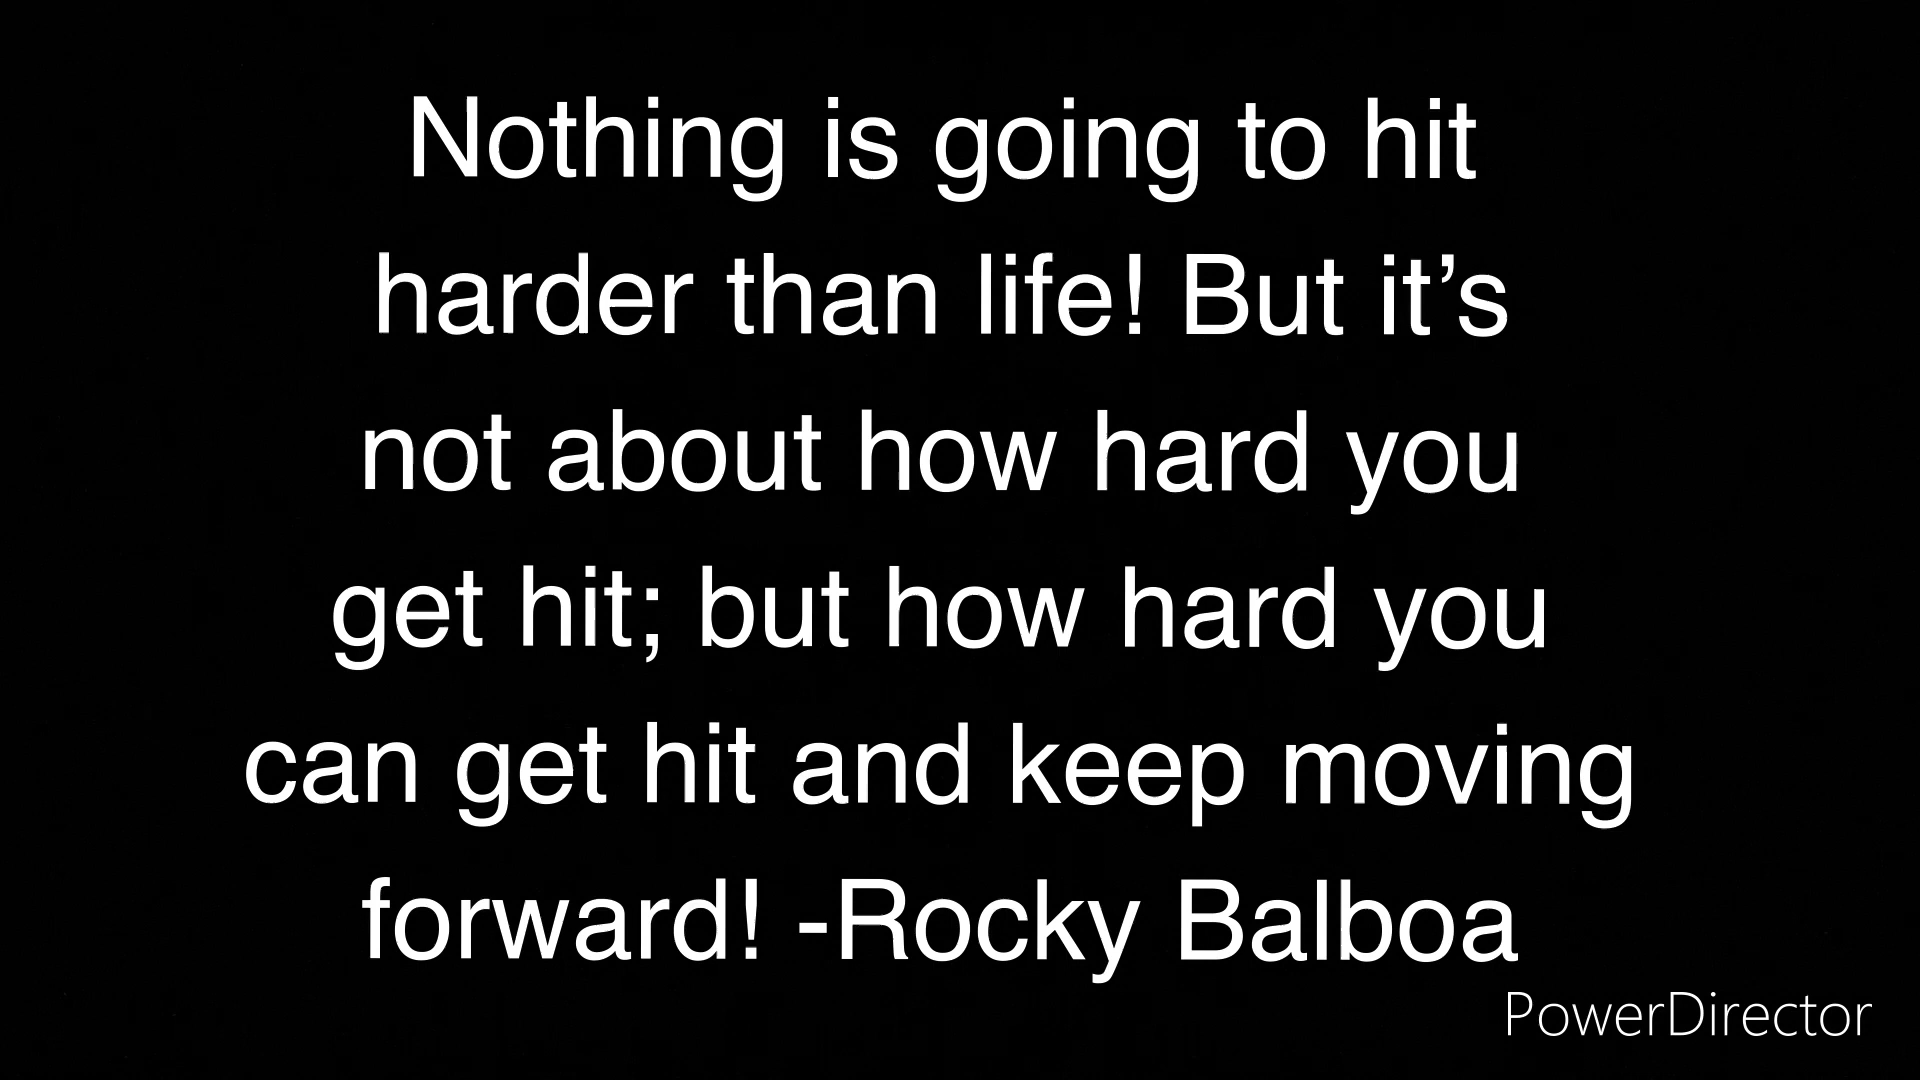 Nothing is going to hit
harder than life! But it’s
not about how hard you
get hit; but how hard you
can get hit and keep moving
forward! -Rocky Balboa
PowerDirector